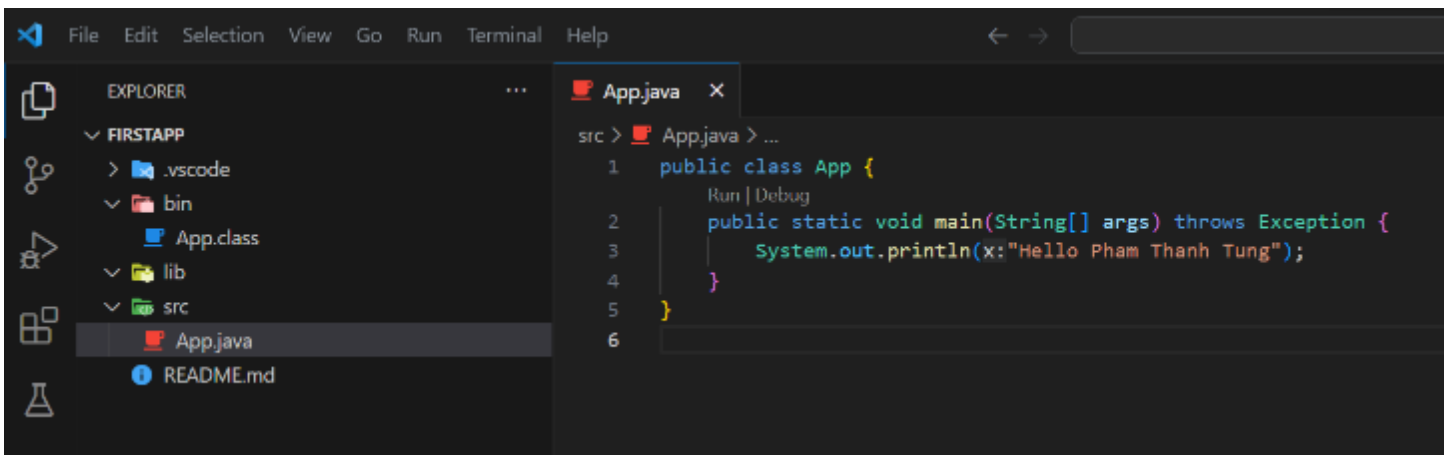 File Edit Selection View Go Run Terminal Help
EXPLORER ...
FIRSTAPP
.vscode
bin
App.class
lib
src
App.java
README.md
App.java
src > App.java > ...
1 public class App {
Run | Debug
2 public static void main(String[] args) throws Exception {
3 System.out.println(x:"Hello Pham Thanh Tung");
4 }
5 }
6